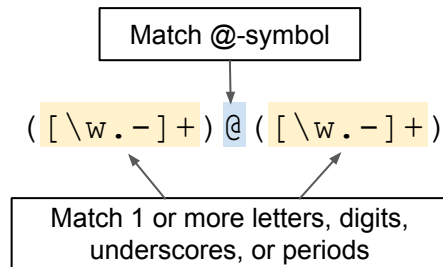 Match @-symbol
([\w.-]+)@([\w.-]+)
Match 1 or more letters, digits,
underscores, or periods